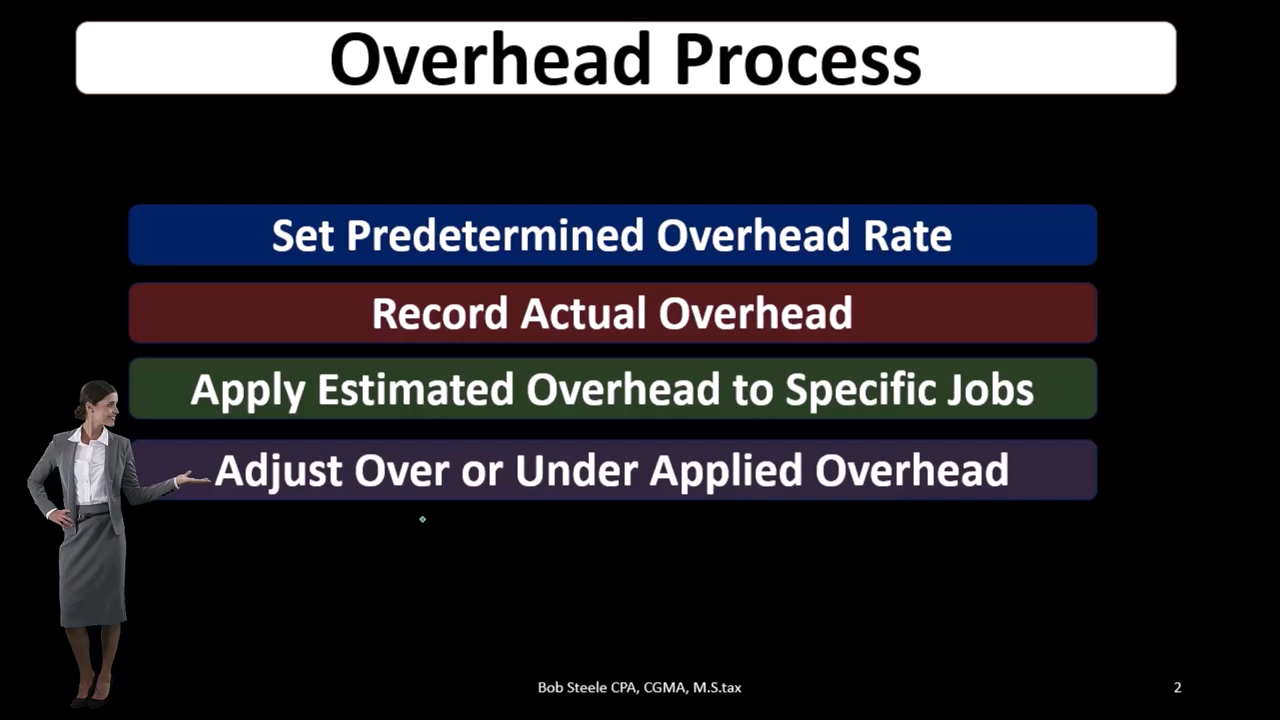 Overhead Process
Set Predetermined Overhead Rate
Record Actual Overhead
Apply Estimated Overhead to Specific Jobs
Adjust Over or Under Applied Overhead
Bob Steele CPA, CGMA, M.S.tax
2